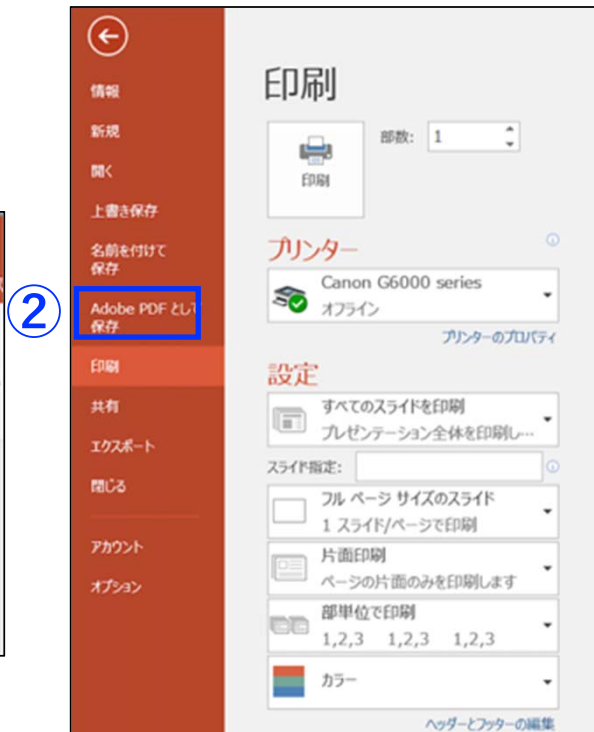 情報
新規
開く
上書き保存
名前を付けて
保存
②
Adobe PDF として
保存
印刷
共有
エクスポート
閉じる
アカウント
オプション
印刷
印刷
部数: 1
プリンター
Canon G6000 series
オフライン
プリンターのプロパティ
設定
すべてのスライドを印刷
プレゼンテーション全体を印刷し…
スライド指定:
フル ページ サイズのスライド
1 スライド/ページで印刷
片面印刷
ページの片面のみを印刷します
部単位で印刷
1,2,3 1,2,3 1,2,3
カラー
ヘッダーとフッターの編集